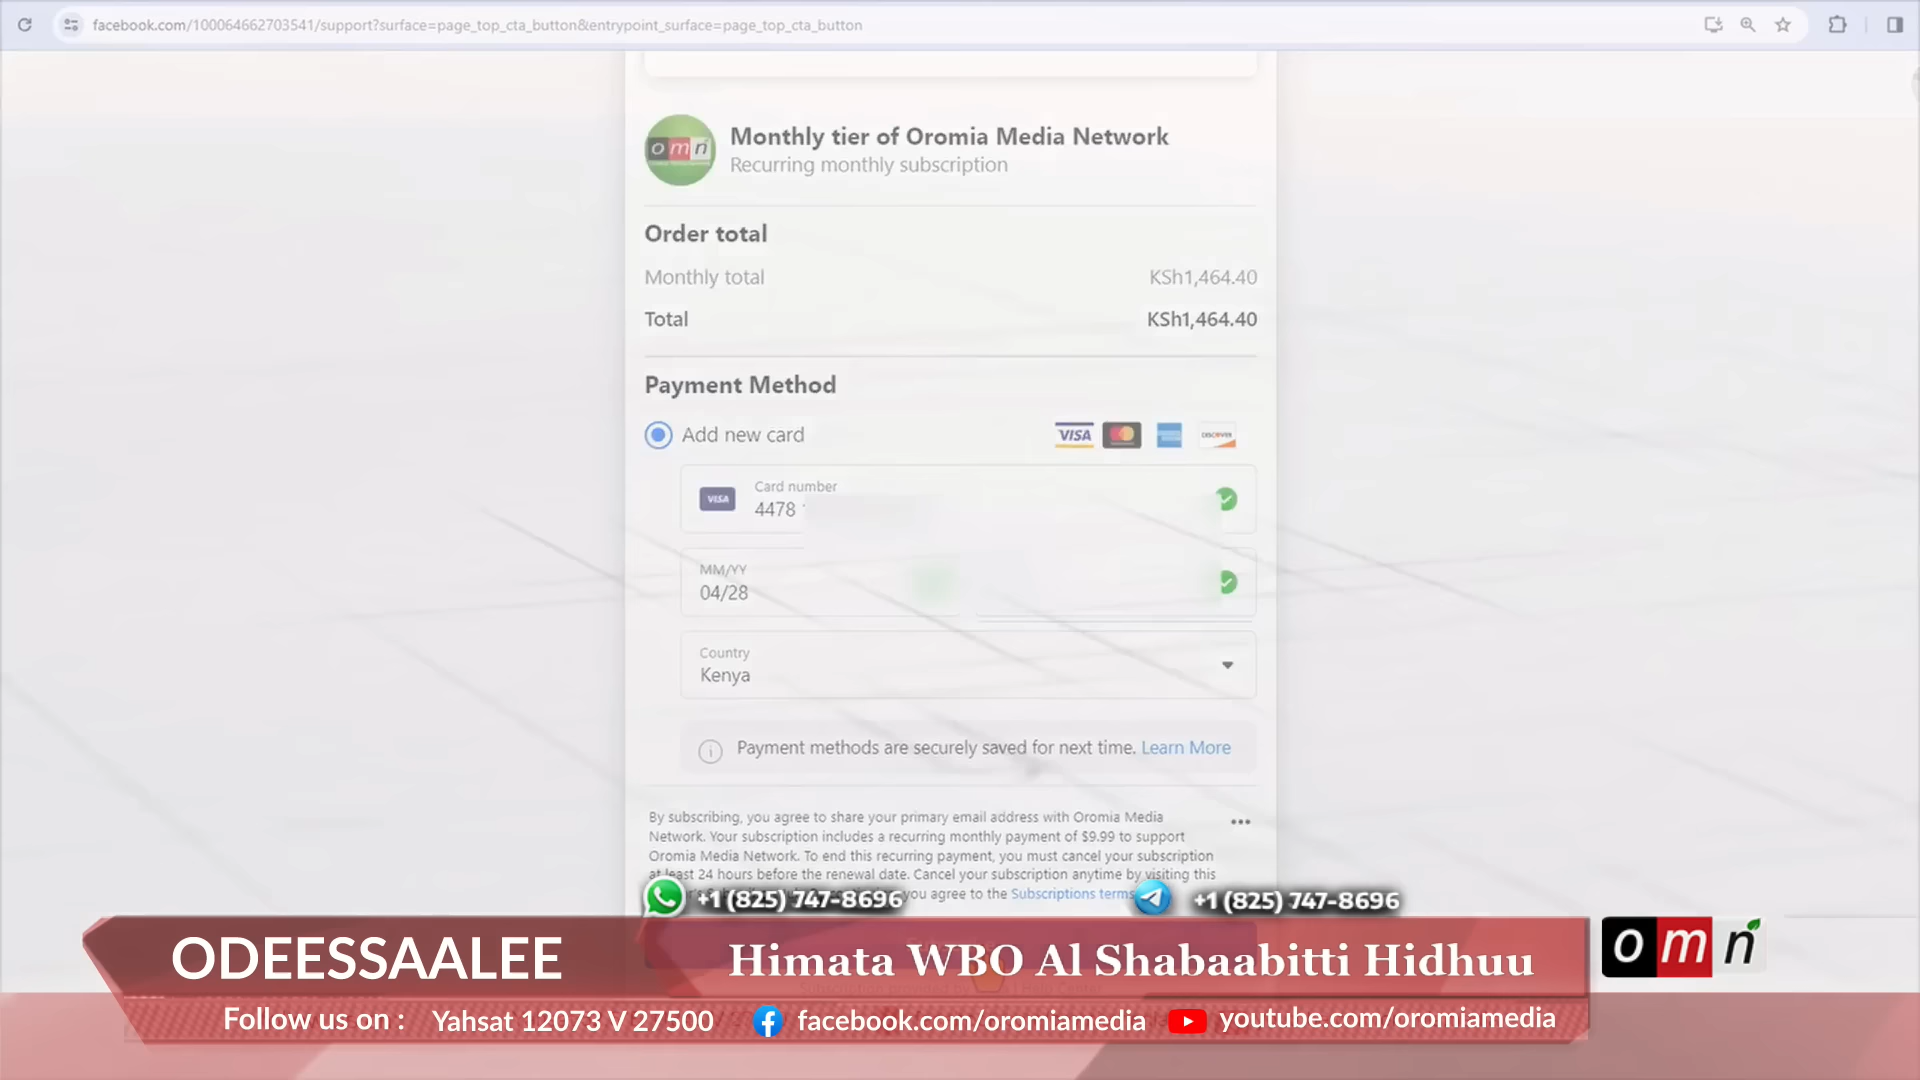 facebook.com/100064662703541/support?surface=page_top_cta_button&entrypoint_surface=page_top_cta_button
omn
Monthly tier of Oromia Media Network
Recurring monthly subscription
Order total
Monthly total KSh1,464.40
Total KSh1,464.40
Payment Method
Add new card VISA DISCOVER
VISA Card number
4478
MM/YY
04/28
Country
Kenya
Payment methods are securely saved for next time. Learn More
By subscribing, you agree to share your primary email address with Oromia Media
Network. Your subscription includes a recurring monthly payment of $9.99 to support
Oromia Media Network. To end this recurring payment, you must cancel your subscription
at least 24 hours before the renewal date. Cancel your subscription anytime by visiting this
you agree to the Subscriptions terms
+1 (825) 747-8696 +1 (825) 747-8696
ODEESSAALEE Himata WBO Al Shabaabitti Hidhuu omn
Follow us on : Yahsat 12073 V 27500 facebook.com/oromiamedia youtube.com/oromiamedia